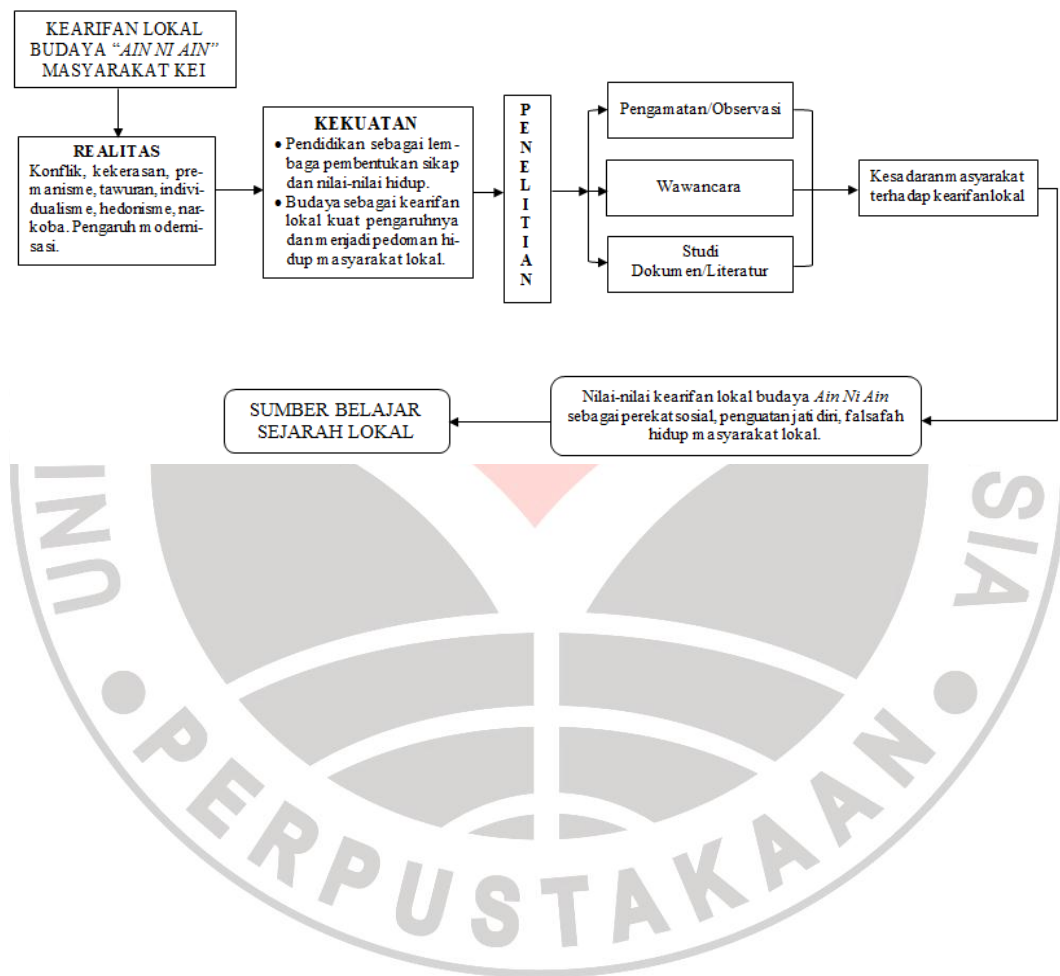 KEARIFAN LOKAL
BUDAYA “AIN NI AIN”
MASYARAKAT KEI
REALITAS
Konflik, kekerasan, pre-
manisme, tawuran, indivi-
dualisme, hedonisme, nar-
koba. Pengaruh moderni-
sasi.
KEKUATAN
• Pendidikan sebagai lem-
baga pembentukan sikap
dan nilai-nilai hidup.
• Budaya sebagai kearifan
lokal kuat pengaruhnya
dan menjadi pedoman hi-
dup masyarakat lokal.
PENELITIAN
Pengamatan/Observasi
Wawancara
Studi
Dokumen/Literatur
Kesadaran masyarakat
terhadap kearifan lokal
Nilai-nilai kearifan lokal budaya Ain Ni Ain
sebagai perekat sosial, penguatan jati diri, falsafah
hidup masyarakat lokal.
SUMBER BELAJAR
SEJARAH LOKAL
UNI
SIA
PERPUSTAKAAN